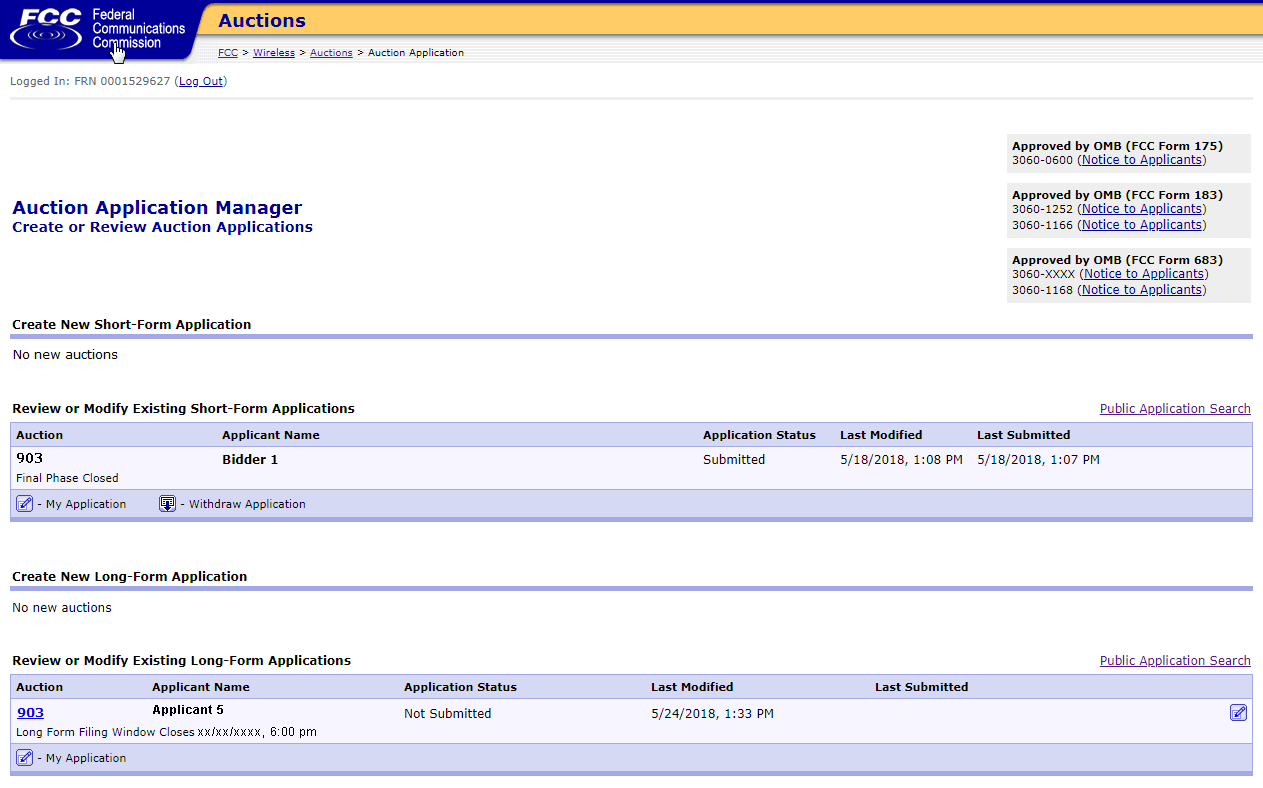 FCC Federal
Communications
Commission
Auctions
FCC > Wireless > Auctions > Auction Application
Logged In: FRN 0001529627 (Log Out)
Approved by OMB (FCC Form 175)
3060-0600 (Notice to Applicants)
Approved by OMB (FCC Form 183)
3060-1252 (Notice to Applicants)
3060-1166 (Notice to Applicants)
Approved by OMB (FCC Form 683)
3060-XXXX (Notice to Applicants)
3060-1168 (Notice to Applicants)
Auction Application Manager
Create or Review Auction Applications
Create New Short-Form Application
No new auctions
Review or Modify Existing Short-Form Applications Public Application Search
Auction Applicant Name Application Status Last Modified Last Submitted
903 Bidder 1 Submitted 5/18/2018, 1:08 PM 5/18/2018, 1:07 PM
Final Phase Closed
- My Application - Withdraw Application
Create New Long-Form Application
No new auctions
Review or Modify Existing Long-Form Applications Public Application Search
Auction Applicant Name Application Status Last Modified Last Submitted
903 Applicant 5 Not Submitted 5/24/2018, 1:33 PM
Long Form Filing Window Closes xx/xx/xxxx, 6:00 pm
- My Application